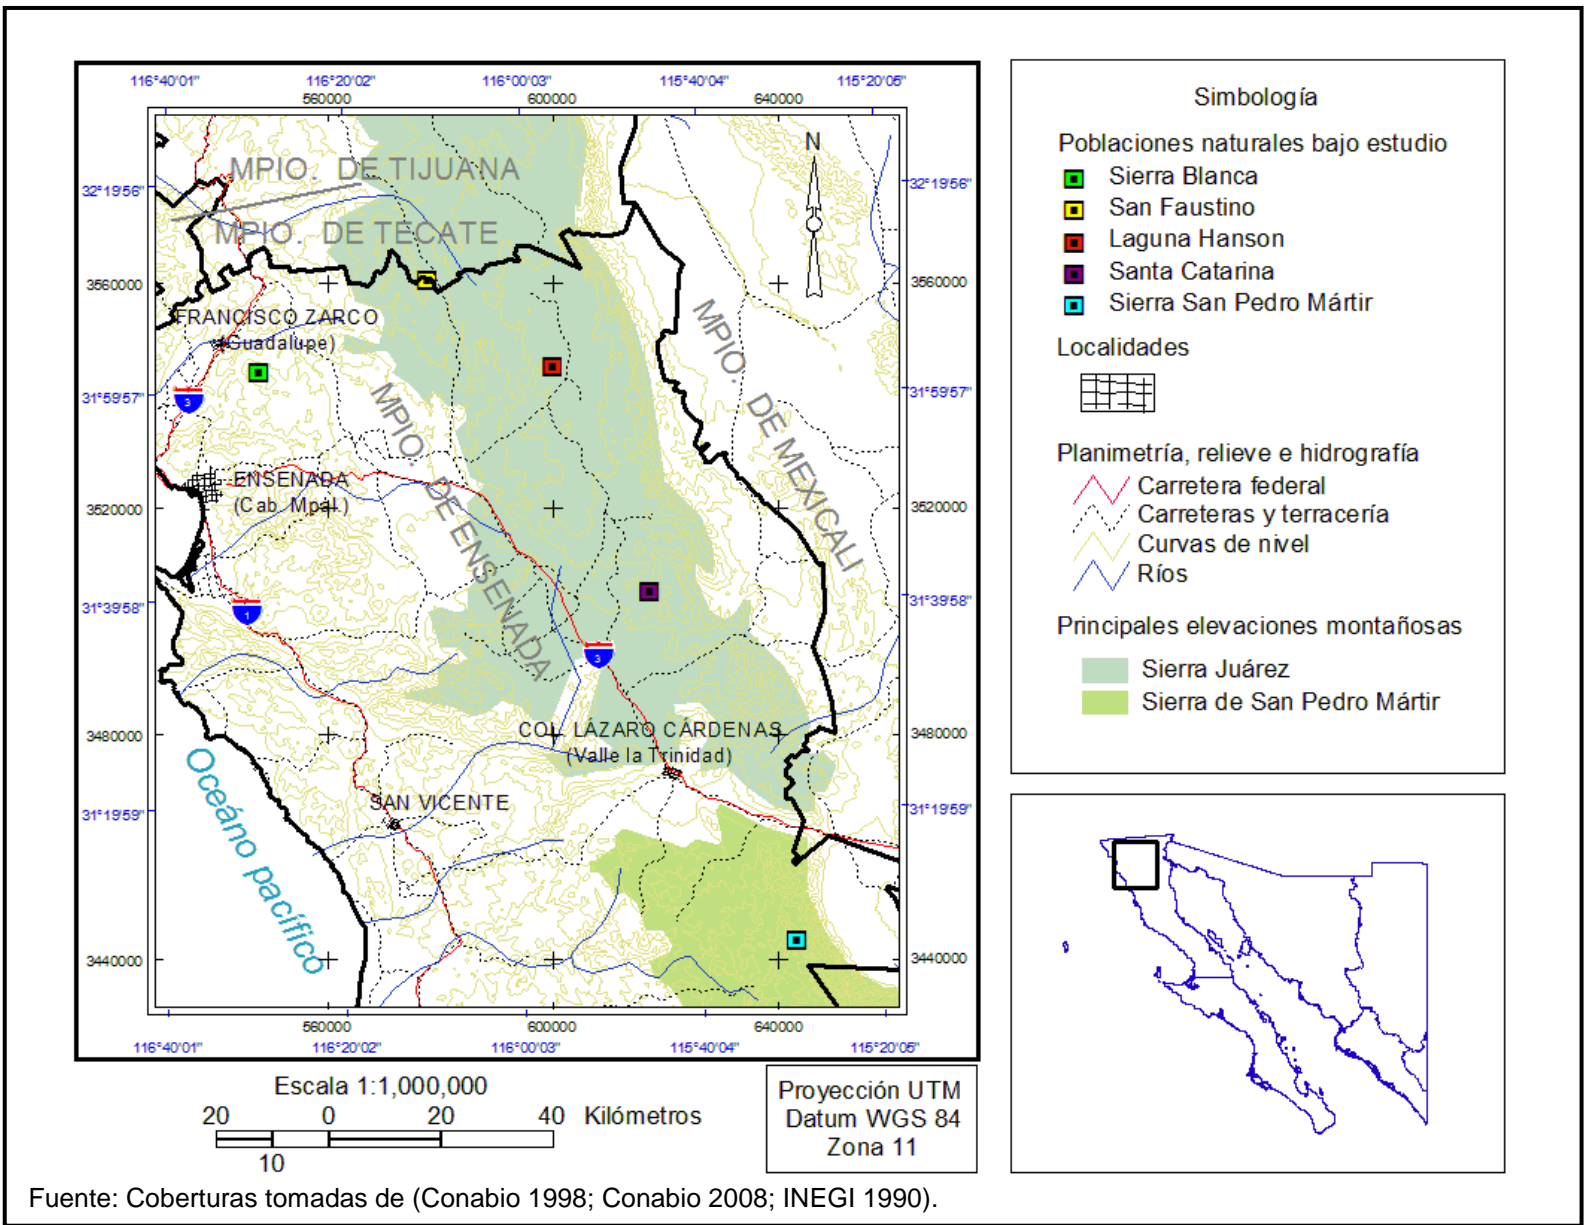 116°40'01" 116°20'02" 116°00'03" 115°40'04" 115°20'05"
560000 600000 640000
N
MPIO. DE TIJUANA
32°19'56" 32°19'56"
MPIO. DE TECATE
3560000 3560000
FRANCISCO ZARCO
(Guadalupe)
MPIO. DE MEXICALI
31°59'57" 31°59'57"
3
MPIO. DE ENSENADA
ENSENADA
(Cab. Mpal.)
3520000 3520000
31°39'58" 31°39'58"
1
3
COL. LÁZARO CÁRDENAS
(Valle la Trinidad)
3480000 3480000
Oceáno pacífico
SAN VICENTE
31°19'59" 31°19'59"
3440000 3440000
560000 600000 640000
116°40'01" 116°20'02" 116°00'03" 115°40'04" 115°20'05"
Escala 1:1,000,000
20 0 20 40 Kilómetros
10
Proyección UTM
Datum WGS 84
Zona 11
Simbología
Poblaciones naturales bajo estudio
Sierra Blanca
San Faustino
Laguna Hanson
Santa Catarina
Sierra San Pedro Mártir
Localidades
Planimetría, relieve e hidrografía
Carretera federal
Carreteras y terracería
Curvas de nivel
Ríos
Principales elevaciones montañosas
Sierra Juárez
Sierra de San Pedro Mártir
Fuente: Coberturas tomadas de (Conabio 1998; Conabio 2008; INEGI 1990).